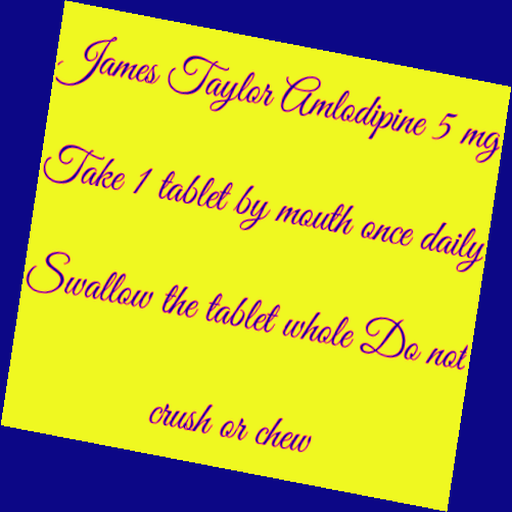 James Taylor Amlodipine 5 mg
Take 1 tablet by mouth once daily
Swallow the tablet whole Do not
crush or chew